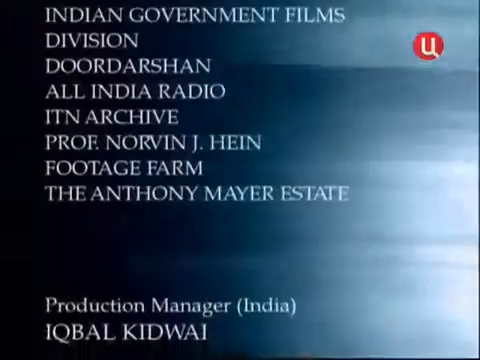 INDIAN GOVERNMENT FILMS
DIVISION
DOORDARSHAN
ALL INDIA RADIO
ITN ARCHIVE
PROF. NORVIN J. HEIN
FOOTAGE FARM
THE ANTHONY MAYER ESTATE
Production Manager (India)
IQBAL KIDWAI
ц